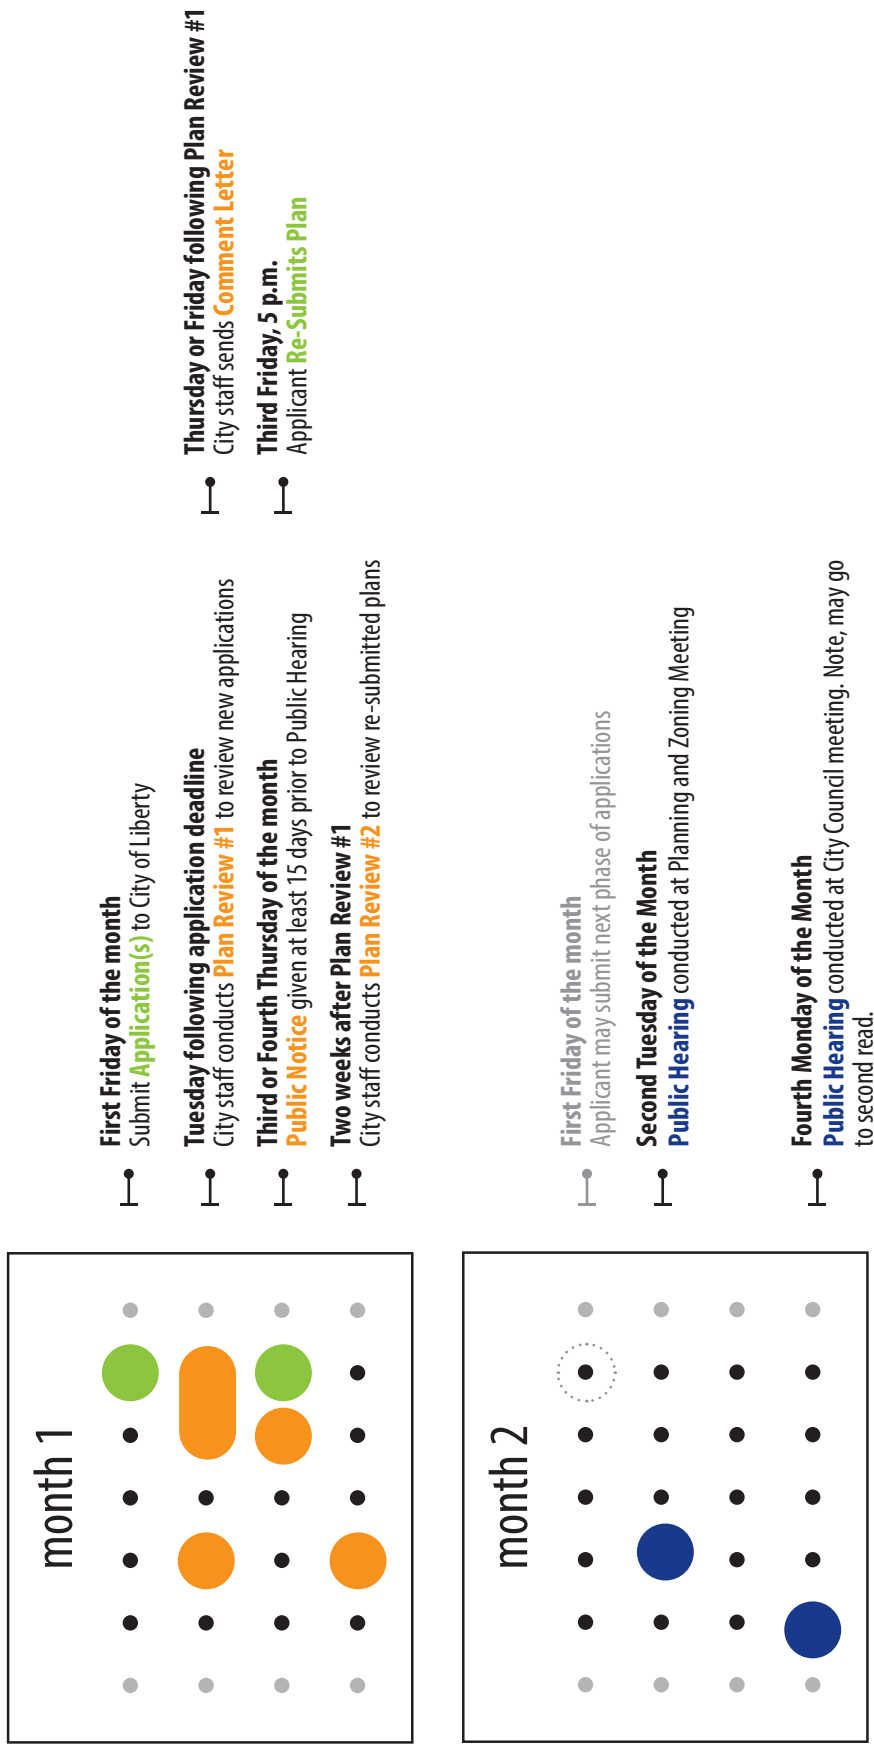 month 1
First Friday of the month
Submit Application(s) to City of Liberty
Tuesday following application deadline
City staff conducts Plan Review #1 to review new applications
Thursday or Friday following Plan Review #1
City staff sends Comment Letter
Third or Fourth Thursday of the month
Public Notice given at least 15 days prior to Public Hearing
Third Friday, 5 p.m.
Applicant Re-Submits Plan
Two weeks after Plan Review #1
City staff conducts Plan Review #2 to review re-submitted plans
month 2
First Friday of the month
Applicant may submit next phase of applications
Second Tuesday of the Month
Public Hearing conducted at Planning and Zoning Meeting
Fourth Monday of the Month
Public Hearing conducted at City Council meeting. Note, may go
to second read.